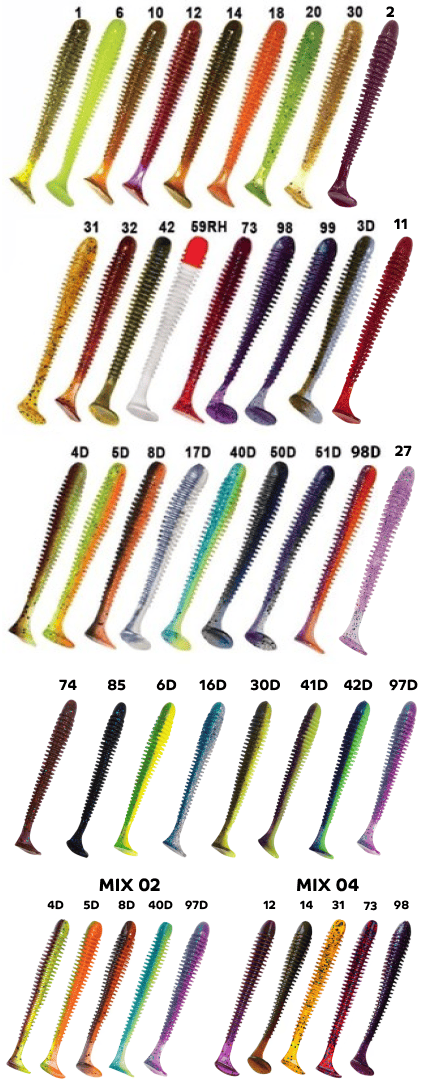 1 6 10 12 14 18 20 30 2
31 32 42 59RH 73 98 99 3D 11
4D 5D 8D 17D 40D 50D 51D 98D 27
74 85 6D 16D 30D 41D 42D 97D
MIX 02 MIX 04
4D 5D 8D 40D 97D 12 14 31 73 98